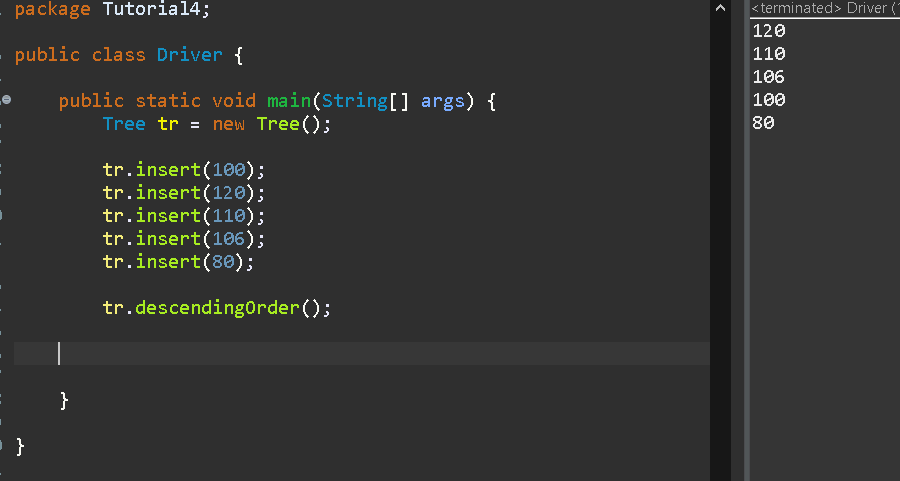 package Tutorial4;
public class Driver {
public static void main(String[] args) {
Tree tr = new Tree();
tr.insert(100);
tr.insert(120);
tr.insert(110);
tr.insert(106);
tr.insert(80);
tr.descendingOrder();
}
}
<terminated> Driver (
120
110
106
100
80